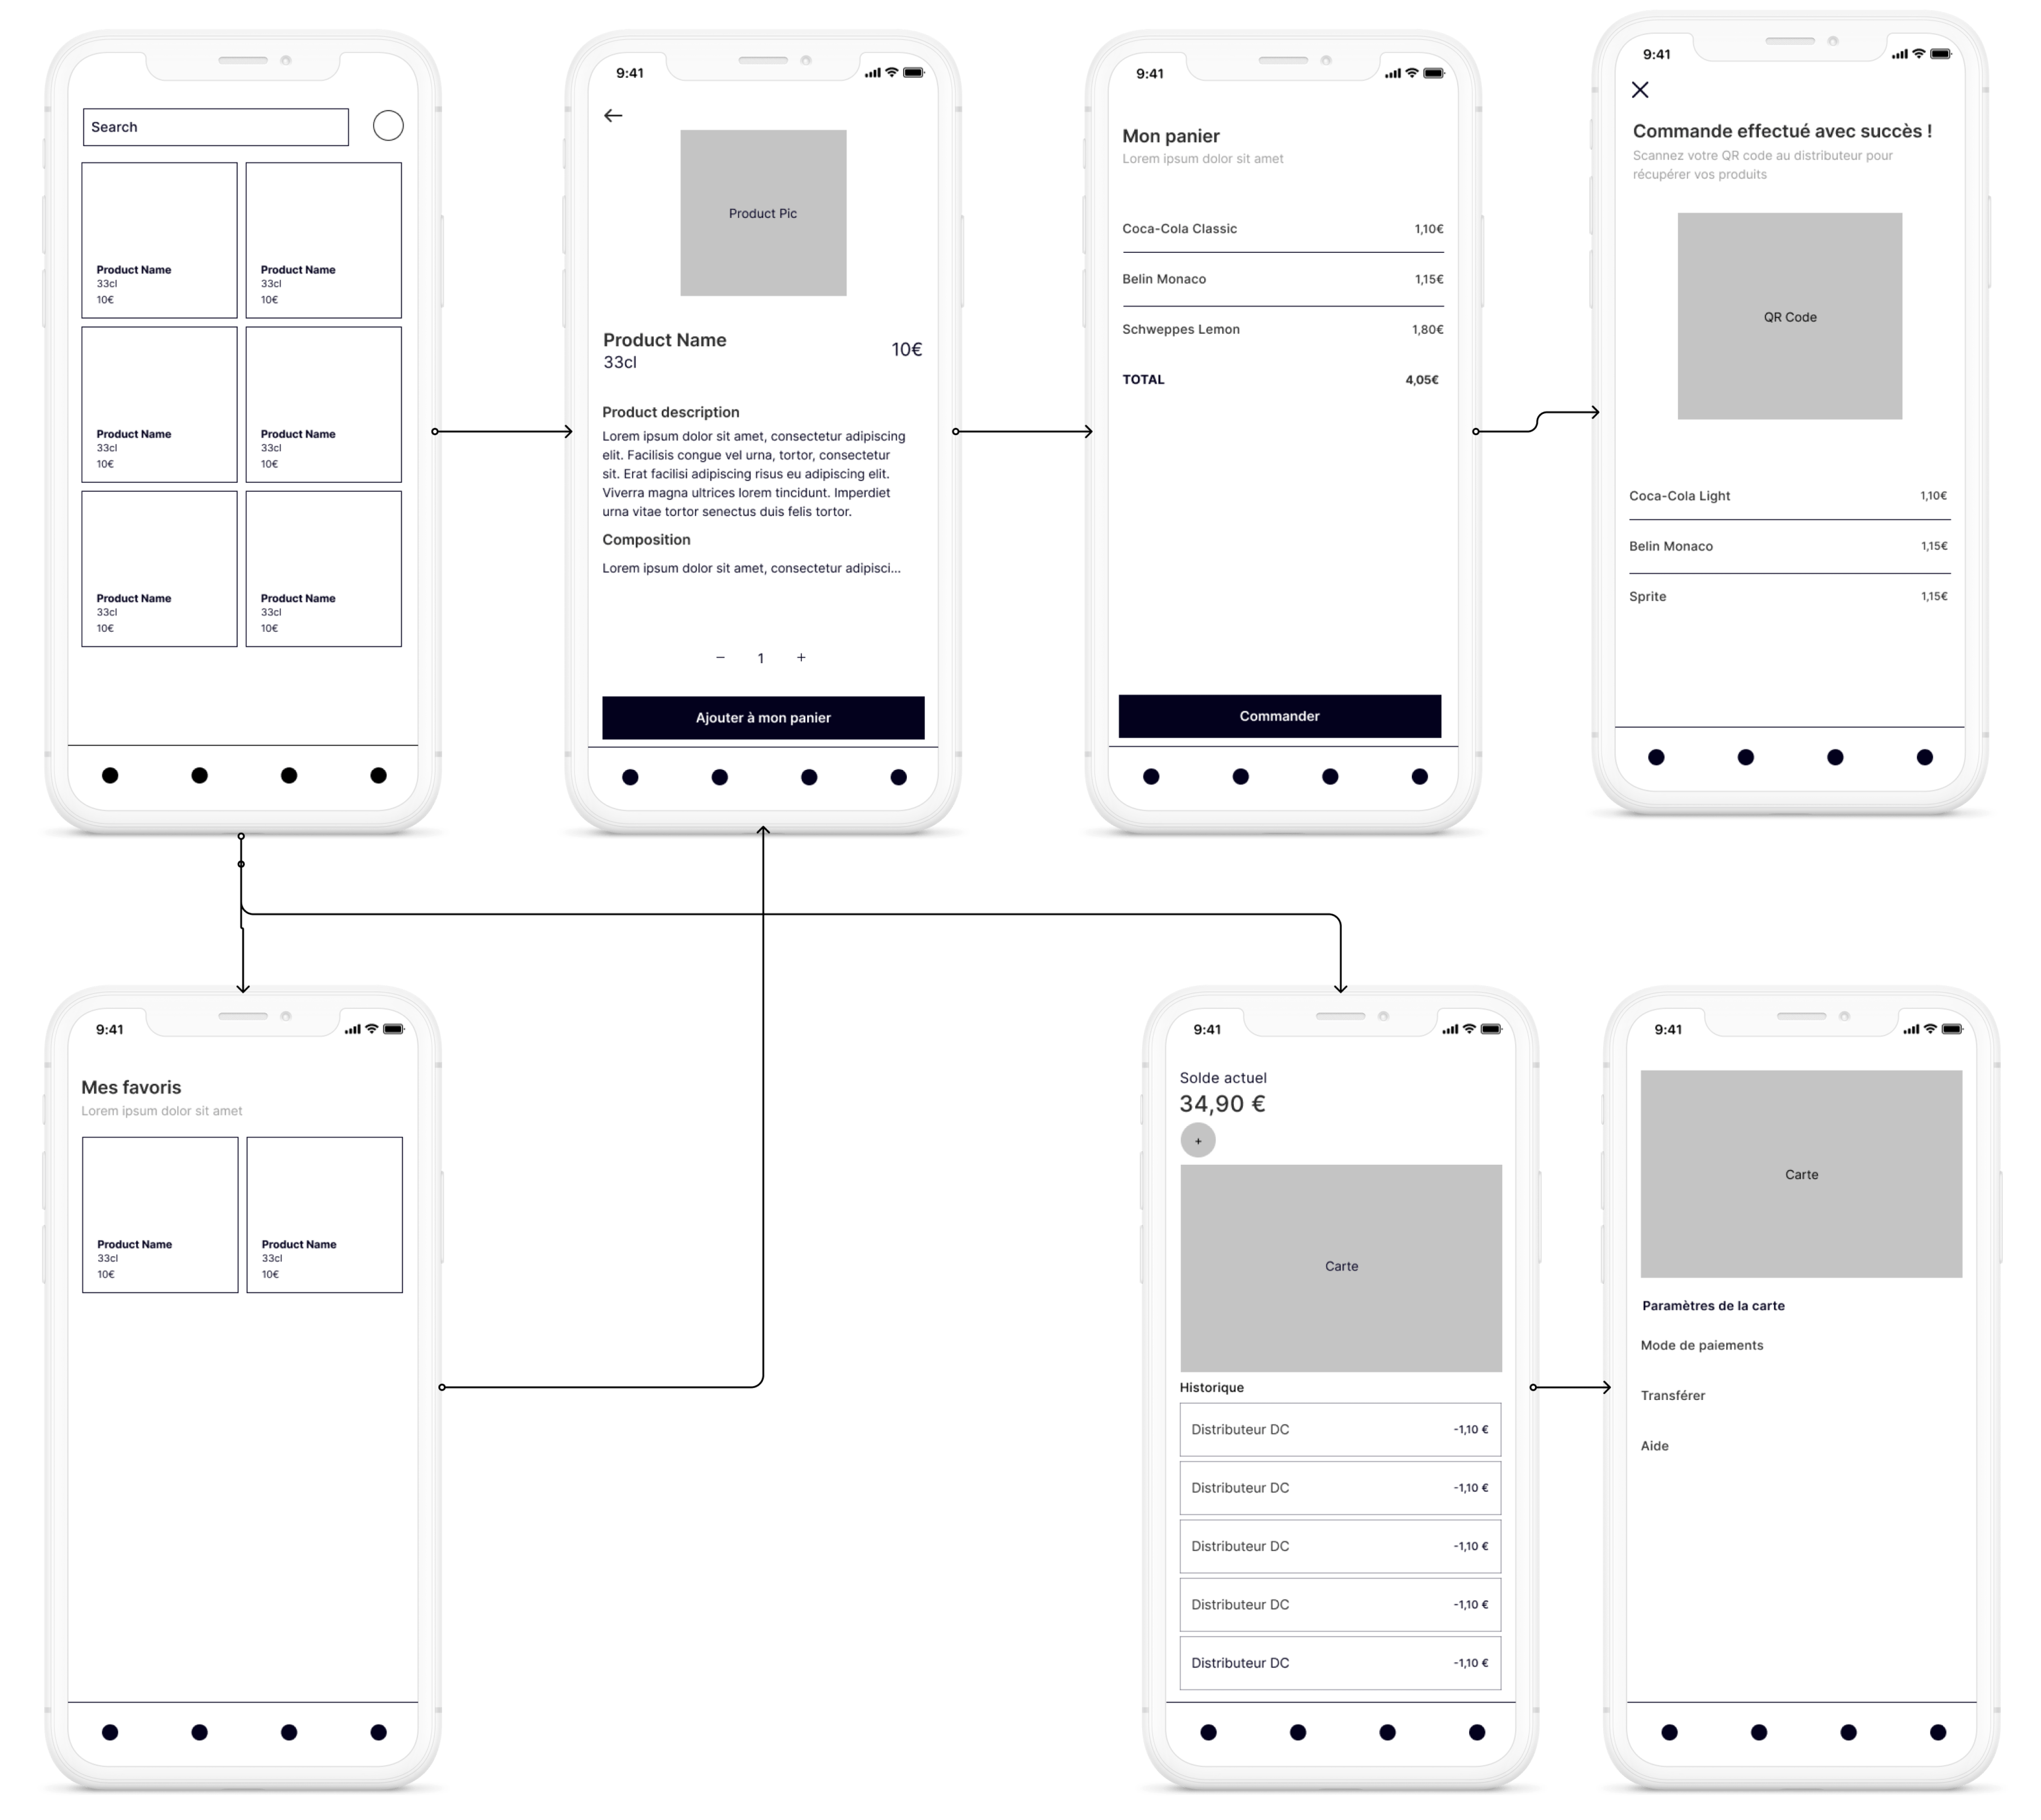 Search
Product Name
33cl
10€
Product Name
33cl
10€
Product Name
33cl
10€
Product Name
33cl
10€
Product Name
33cl
10€
Product Name
33cl
10€
9:41
Product Pic
Product Name
33cl
10€
Product description
Lorem ipsum dolor sit amet, consectetur adipiscing
elit. Facilisis congue vel urna, tortor, consectetur
sit. Erat facilisi adipiscing risus eu adipiscing elit.
Viverra magna ultrices lorem tincidunt. Imperdiet
urna vitae tortor senectus duis felis tortor.
Composition
Lorem ipsum dolor sit amet, consectetur adipisci...
− 1 +
Ajouter à mon panier
9:41
Mon panier
Lorem ipsum dolor sit amet
Coca-Cola Classic 1,10€
Belin Monaco 1,15€
Schweppes Lemon 1,80€
TOTAL 4,05€
Commander
9:41
Commande effectué avec succès !
Scannez votre QR code au distributeur pour
récupérer vos produits
QR Code
Coca-Cola Light 1,10€
Belin Monaco 1,15€
Sprite 1,15€
9:41
Mes favoris
Lorem ipsum dolor sit amet
Product Name
33cl
10€
Product Name
33cl
10€
9:41
Solde actuel
34,90 €
+
Carte
Historique
Distributeur DC -1,10 €
Distributeur DC -1,10 €
Distributeur DC -1,10 €
Distributeur DC -1,10 €
Distributeur DC -1,10 €
9:41
Carte
Paramètres de la carte
Mode de paiements
Transférer
Aide